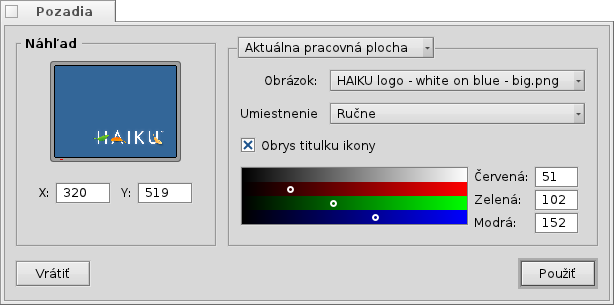 Pozadia
Náhľad
HAIKU
X: 320 Y: 519
Aktuálna pracovná plocha
Obrázok: HAIKU logo - white on blue - big.png
Umiestnenie Ručne
Obrys titulku ikony
Červená: 51
Zelená: 102
Modrá: 152
Vrátiť
Použiť